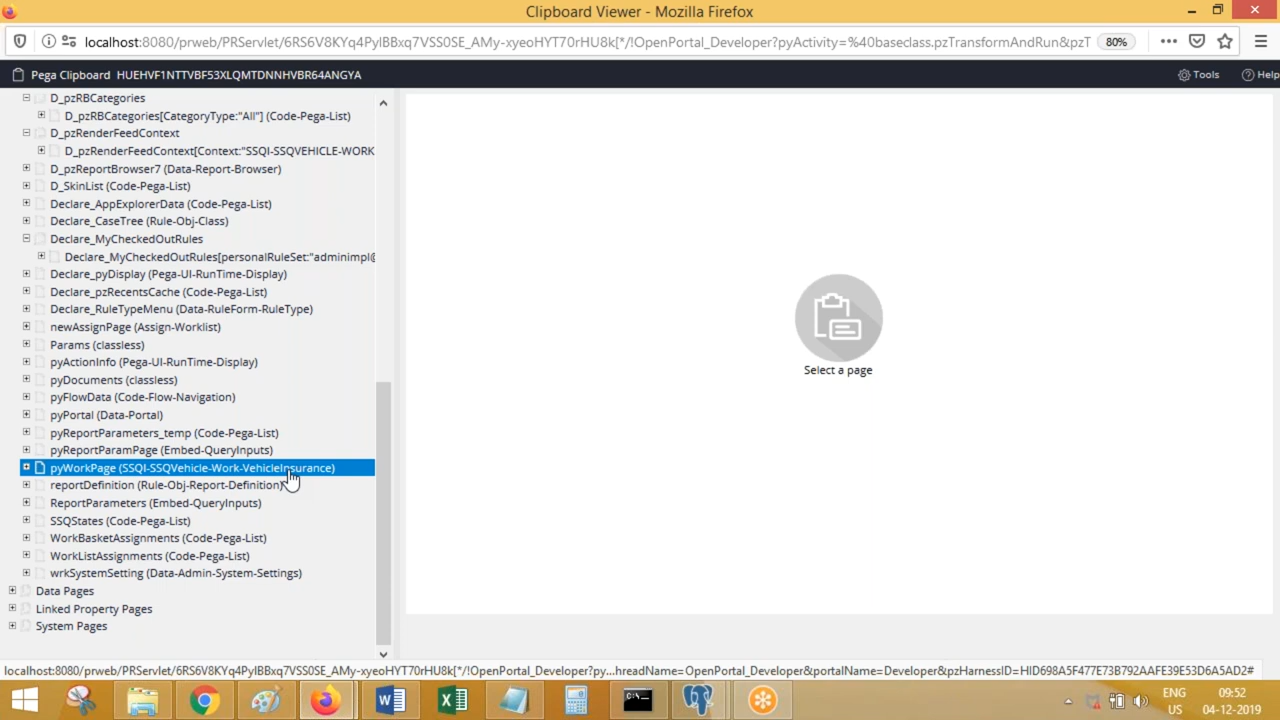 Clipboard Viewer - Mozilla Firefox
localhost:8080/prweb/PRServlet/6RS6V8KYq4PyIBBxq7VSS0SE_AMy-xyeoHYT70rHU8k[*/!OpenPortal_Developer?pyActivity=%40baseclass.pzTransformAndRun&pzT
80%
Pega Clipboard HUEHVF1NTTVBF53XLQMTDNNHVBR64ANGYA
Tools
Help
D_pzRBCategories
D_pzRBCategories[CategoryType:"All"] (Code-Pega-List)
D_pzRenderFeedContext
D_pzRenderFeedContext[Context:"SSQI-SSQVEHICLE-WORK
D_pzReportBrowser7 (Data-Report-Browser)
D_SkinList (Code-Pega-List)
Declare_AppExplorerData (Code-Pega-List)
Declare_CaseTree (Rule-Obj-Class)
Declare_MyCheckedOutRules
Declare_MyCheckedOutRules[personalRuleSet:"adminimpl@
Declare_pyDisplay (Pega-UI-RunTime-Display)
Declare_pzRecentsCache (Code-Pega-List)
Declare_RuleTypeMenu (Data-RuleForm-RuleType)
newAssignPage (Assign-Worklist)
Params (classless)
pyActionInfo (Pega-UI-RunTime-Display)
pyDocuments (classless)
pyFlowData (Code-Flow-Navigation)
pyPortal (Data-Portal)
pyReportParameters_temp (Code-Pega-List)
pyReportParamPage (Embed-QueryInputs)
pyWorkPage (SSQI-SSQVehicle-Work-VehicleInsurance)
reportDefinition (Rule-Obj-Report-Definition)
ReportParameters (Embed-QueryInputs)
SSQStates (Code-Pega-List)
WorkBasketAssignments (Code-Pega-List)
WorkListAssignments (Code-Pega-List)
wrkSystemSetting (Data-Admin-System-Settings)
Data Pages
Linked Property Pages
System Pages
Select a page
localhost:8080/prweb/PRServlet/6RS6V8KYq4PyIBBxq7VSS0SE_AMy-xyeoHYT70rHU8k[*/!OpenPortal_Developer?py...hreadName=OpenPortal_Developer&portalName=Developer&pzHarnessID=HID698A5F477E73B792AAFE39E53D6A5AD2#
ENG
US
09:52
04-12-2019